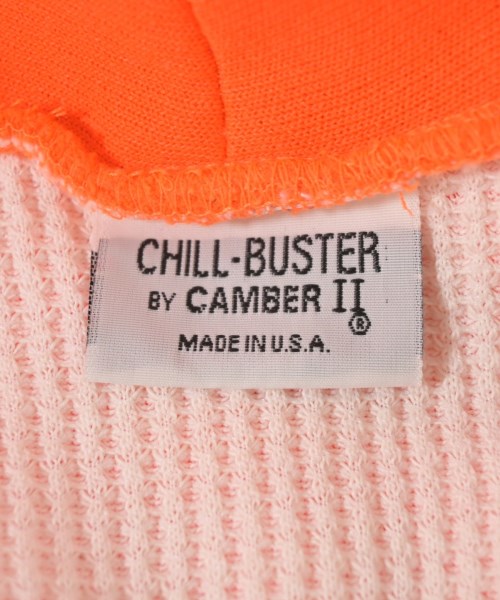 CHILL-BUSTER
BY CAMBER II®
MADE IN U.S.A.